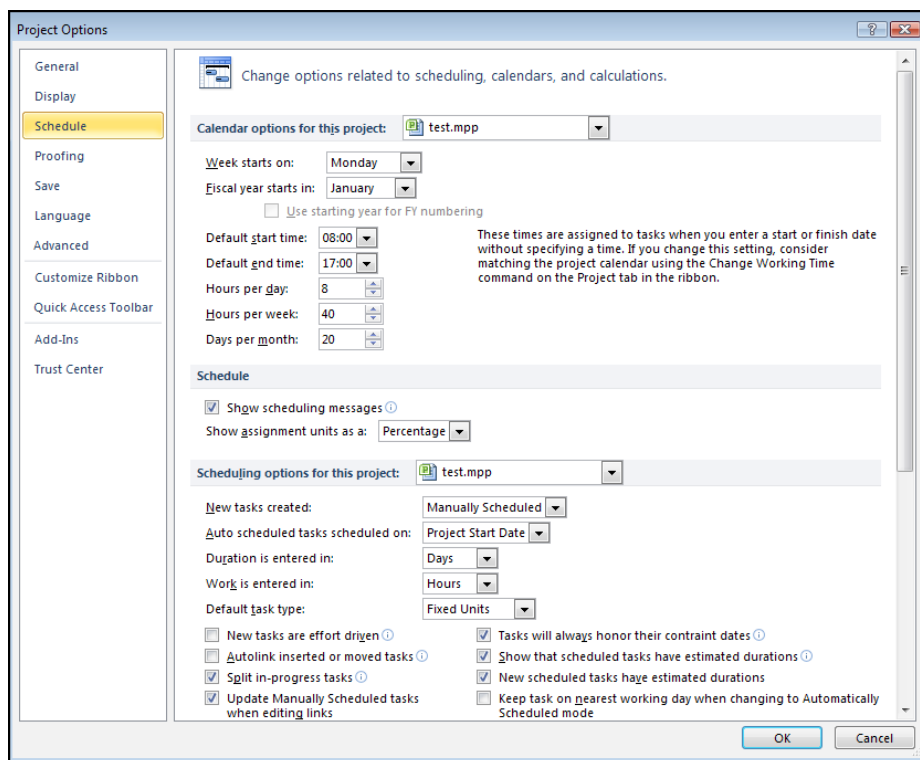 Project Options
General
Display
Schedule
Proofing
Save
Language
Advanced
Customize Ribbon
Quick Access Toolbar
Add-Ins
Trust Center
Change options related to scheduling, calendars, and calculations.
Calendar options for this project: test.mpp
Week starts on: Monday
Fiscal year starts in: January
Use starting year for FY numbering
Default start time: 08:00
Default end time: 17:00
Hours per day: 8
Hours per week: 40
Days per month: 20
These times are assigned to tasks when you enter a start or finish date
without specifying a time. If you change this setting, consider
matching the project calendar using the Change Working Time
command on the Project tab in the ribbon.
Schedule
Show scheduling messages
Show assignment units as a: Percentage
Scheduling options for this project: test.mpp
New tasks created: Manually Scheduled
Auto scheduled tasks scheduled on: Project Start Date
Duration is entered in: Days
Work is entered in: Hours
Default task type: Fixed Units
New tasks are effort driven
Autolink inserted or moved tasks
Split in-progress tasks
Update Manually Scheduled tasks
when editing links
Tasks will always honor their contraint dates
Show that scheduled tasks have estimated durations
New scheduled tasks have estimated durations
Keep task on nearest working day when changing to Automatically
Scheduled mode
OK
Cancel